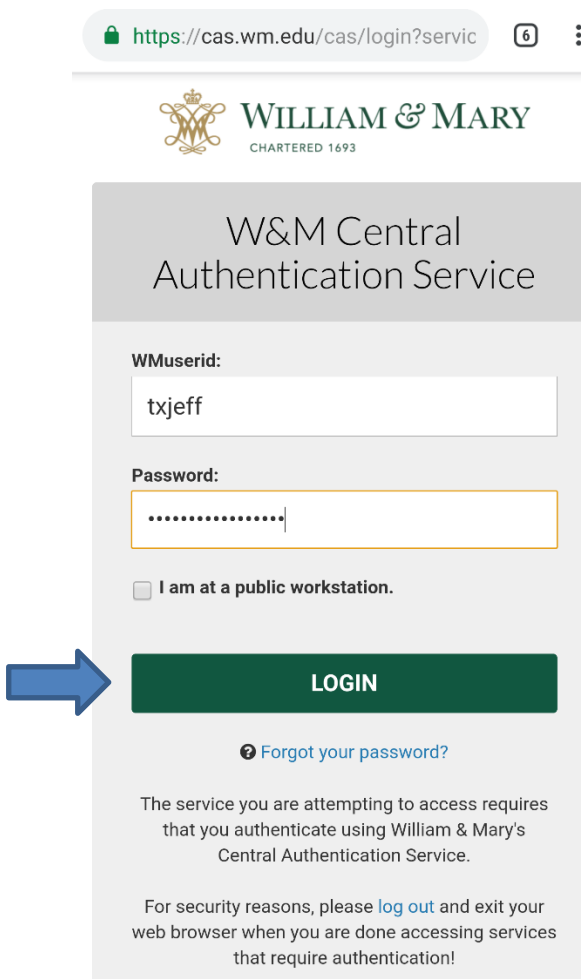 https://cas.wm.edu/cas/login?servic
6
WILLIAM & MARY
CHARTERED 1693
W&M Central
Authentication Service
WMuserid:
txjeff
Password:
•••••••••••••••••
I am at a public workstation.
LOGIN
? Forgot your password?
The service you are attempting to access requires
that you authenticate using William & Mary's
Central Authentication Service.
For security reasons, please log out and exit your
web browser when you are done accessing services
that require authentication!